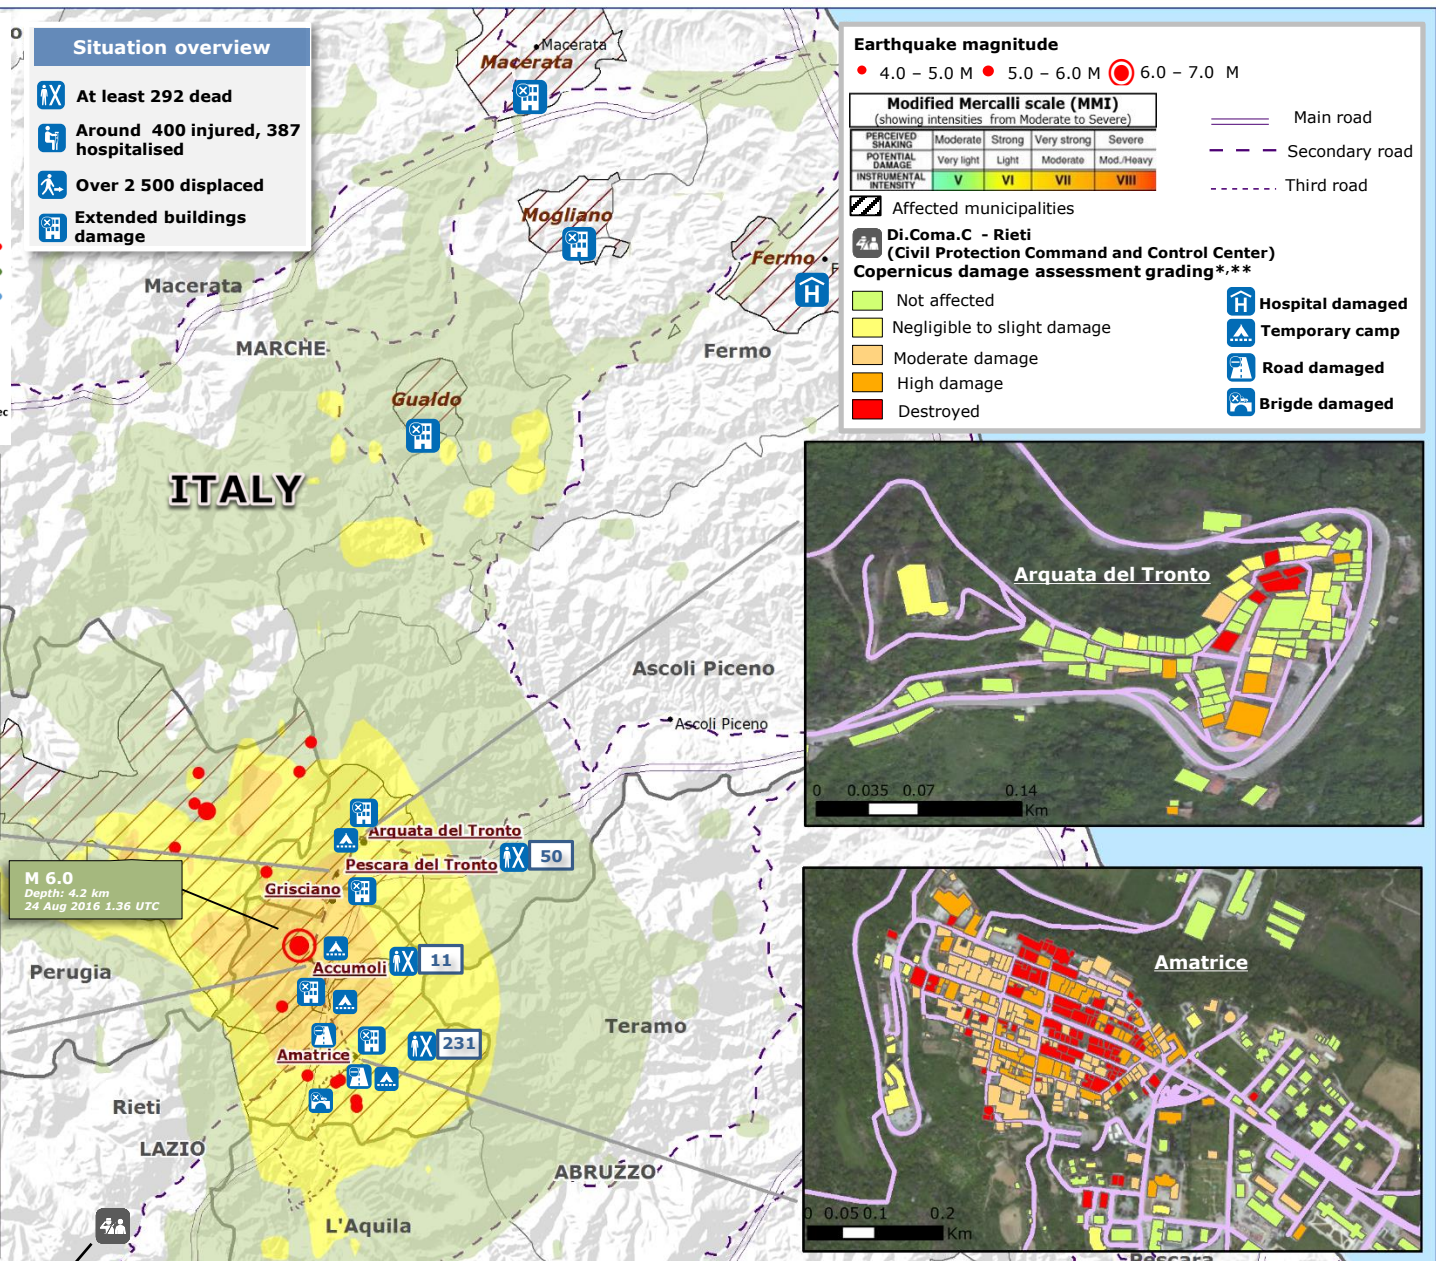 Situation overview
At least 292 dead
Around 400 injured, 387
hospitalised
Over 2 500 displaced
Extended buildings
damage
Macerata
Macerata
Mogliano
Fermo
Macerata
MARCHE
Fermo
Gualdo
ITALY
Ascoli Piceno
Ascoli Piceno
Arquata del Tronto
Pescara del Tronto
50
Grisciano
M 6.0
Depth: 4.2 km
24 Aug 2016 1.36 UTC
Accumoli
11
Perugia
Teramo
Amatrice
231
Rieti
LAZIO
ABRUZZO
L'Aquila
Earthquake magnitude
4.0 – 5.0 M
5.0 – 6.0 M
6.0 – 7.0 M
Modified Mercalli scale (MMI)
(showing intensities from Moderate to Severe)
PERCEIVED SHAKING Moderate Strong Very strong Severe
POTENTIAL DAMAGE Very light Light Moderate Mod./Heavy
INSTRUMENTAL INTENSITY V VI VII VIII
Main road
Secondary road
Third road
Affected municipalities
Di.Coma.C - Rieti
(Civil Protection Command and Control Center)
Copernicus damage assessment grading*,**
Not affected
Negligible to slight damage
Moderate damage
High damage
Destroyed
Hospital damaged
Temporary camp
Road damaged
Brigde damaged
Arquata del Tronto
0 0.035 0.07 0.14
Km
Amatrice
0 0.05 0.1 0.2
Km
Pescara